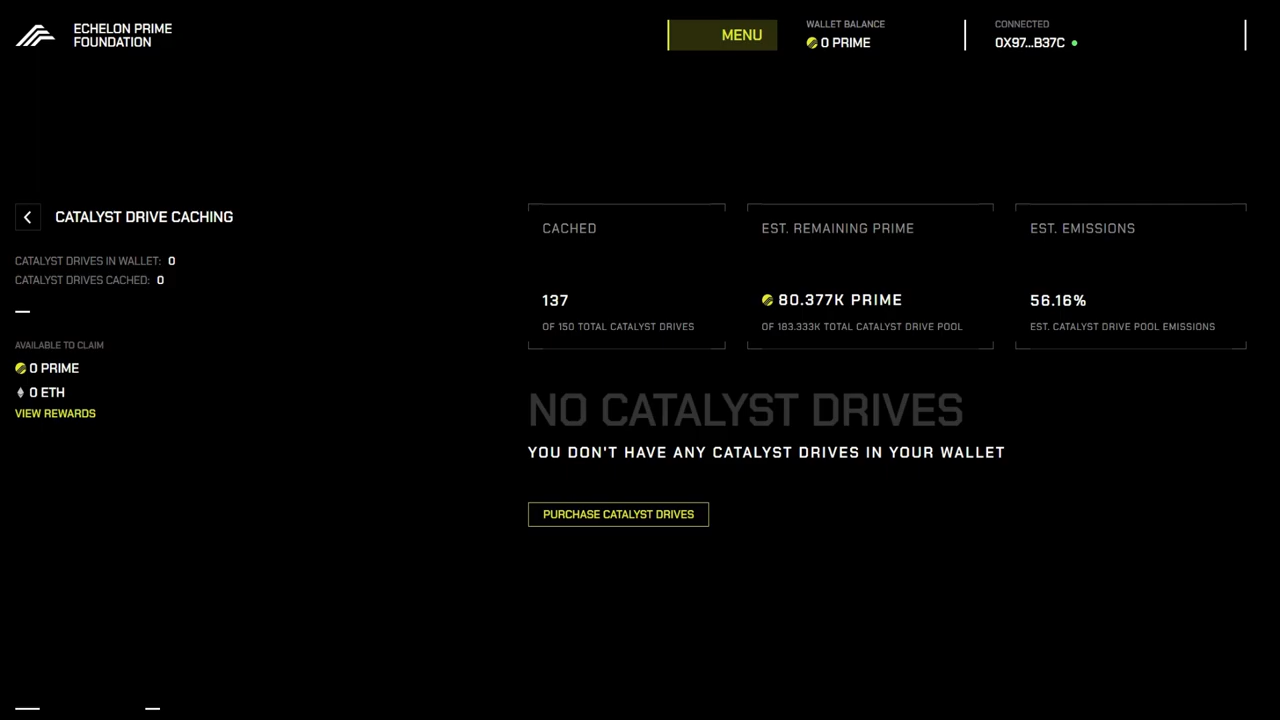 ECHELON PRIME
FOUNDATION
MENU
WALLET BALANCE
0 PRIME
CONNECTED
0X97...B37C
CATALYST DRIVE CACHING
CATALYST DRIVES IN WALLET: 0
CATALYST DRIVES CACHED: 0
AVAILABLE TO CLAIM
0 PRIME
0 ETH
VIEW REWARDS
CACHED
137
OF 150 TOTAL CATALYST DRIVES
EST. REMAINING PRIME
80.377K PRIME
OF 183.333K TOTAL CATALYST DRIVE POOL
EST. EMISSIONS
56.16%
EST. CATALYST DRIVE POOL EMISSIONS
NO CATALYST DRIVES
YOU DON'T HAVE ANY CATALYST DRIVES IN YOUR WALLET
PURCHASE CATALYST DRIVES